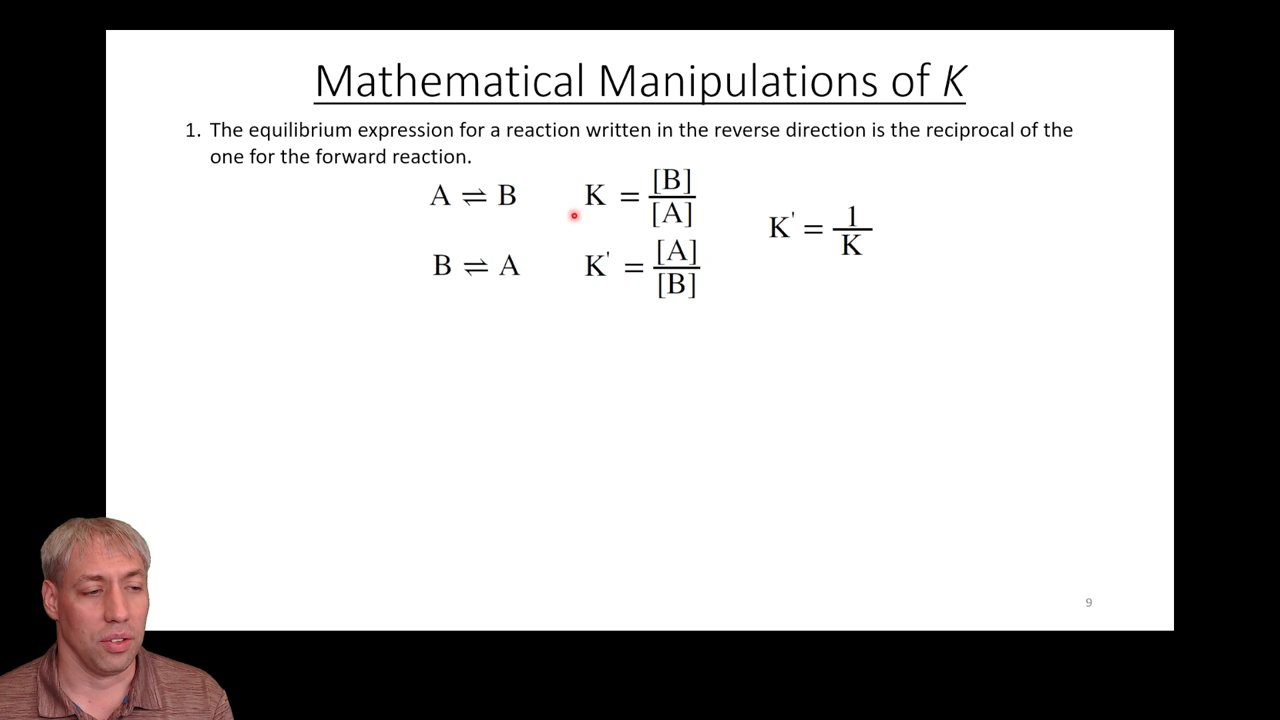 Mathematical Manipulations of K
1. The equilibrium expression for a reaction written in the reverse direction is the reciprocal of the
one for the forward reaction.
A ⇌ B K = [B]/[A]
K' = 1/K
B ⇌ A K' = [A]/[B]
9